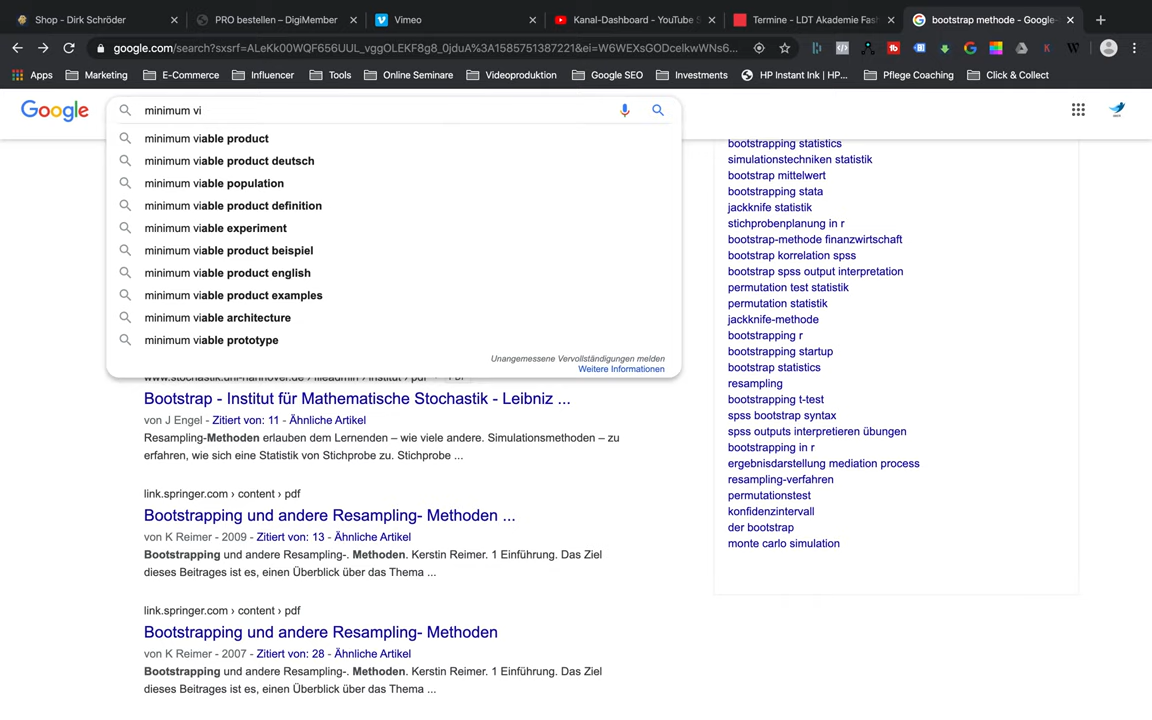 Shop - Dirk Schröder
PRO bestellen – DigiMember
Vimeo
Kanal-Dashboard - YouTube S
Termine – LDT Akademie Fash
bootstrap methode - Google-
google.com/search?sxsrf=ALeKk00WQF656UUL_vggOLEKF8g8_0jduA%3A1585751387221&ei=W6WEXsGODcelkwWNs6...
Apps
Marketing
E-Commerce
Influencer
Tools
Online Seminare
Videoproduktion
Google SEO
Investments
HP Instant Ink | HP...
Pflege Coaching
Click & Collect
Google
minimum vi
minimum viable product
minimum viable product deutsch
minimum viable population
minimum viable product definition
minimum viable experiment
minimum viable product beispiel
minimum viable product english
minimum viable product examples
minimum viable architecture
minimum viable prototype
Unangemessene Vervollständigungen melden
Weitere Informationen
www.stochastik.uni-hannover.de › fileadmin › institut › pdf
PDF
Bootstrap - Institut für Mathematische Stochastik - Leibniz ...
von J Engel - Zitiert von: 11 - Ähnliche Artikel
Resampling-Methoden erlauben dem Lernenden – wie viele andere. Simulationsmethoden – zu
erfahren, wie sich eine Statistik von Stichprobe zu. Stichprobe ...
link.springer.com › content › pdf
Bootstrapping und andere Resampling- Methoden ...
von K Reimer - 2009 - Zitiert von: 13 - Ähnliche Artikel
Bootstrapping und andere Resampling-. Methoden. Kerstin Reimer. 1 Einführung. Das Ziel
dieses Beitrages ist es, einen Überblick über das Thema ...
link.springer.com › content › pdf
Bootstrapping und andere Resampling- Methoden
von K Reimer - 2007 - Zitiert von: 28 - Ähnliche Artikel
Bootstrapping und andere Resampling-. Methoden. Kerstin Reimer. 1 Einführung. Das Ziel
dieses Beitrages ist es, einen Überblick über das Thema ...
bootstrapping statistics
simulationstechniken statistik
bootstrap mittelwert
bootstrapping stata
jackknife statistik
stichprobenplanung in r
bootstrap-methode finanzwirtschaft
bootstrap korrelation spss
bootstrap spss output interpretation
permutation test statistik
permutation statistik
jackknife-methode
bootstrapping r
bootstrapping startup
bootstrap statistics
resampling
bootstrapping t-test
spss bootstrap syntax
spss outputs interpretieren übungen
bootstrapping in r
ergebnisdarstellung mediation process
resampling-verfahren
permutationstest
konfidenzintervall
der bootstrap
monte carlo simulation